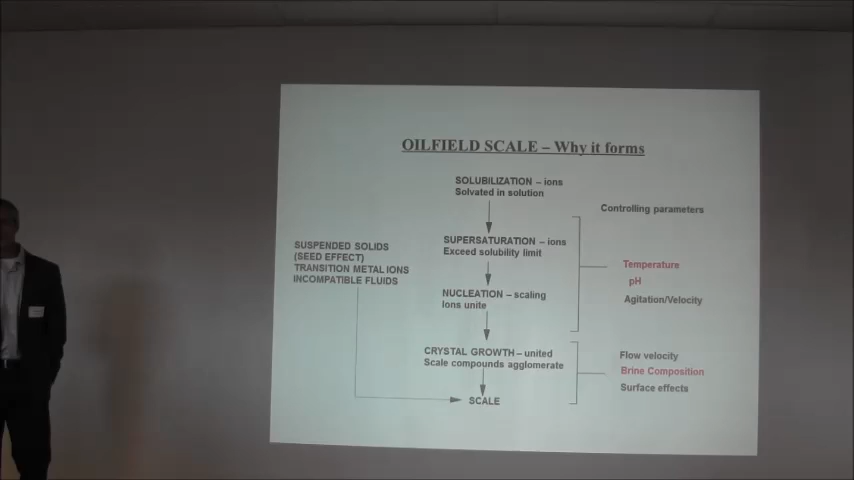 OILFIELD SCALE – Why it forms
SOLUBILIZATION – ions
Solvated in solution
Controlling parameters
SUPERSATURATION – ions
Exceed solubility limit
SUSPENDED SOLIDS
(SEED EFFECT)
TRANSITION METAL IONS
INCOMPATIBLE FLUIDS
Temperature
pH
Agitation/Velocity
NUCLEATION – scaling
Ions unite
CRYSTAL GROWTH – united
Scale compounds agglomerate
Flow velocity
Brine Composition
Surface effects
SCALE